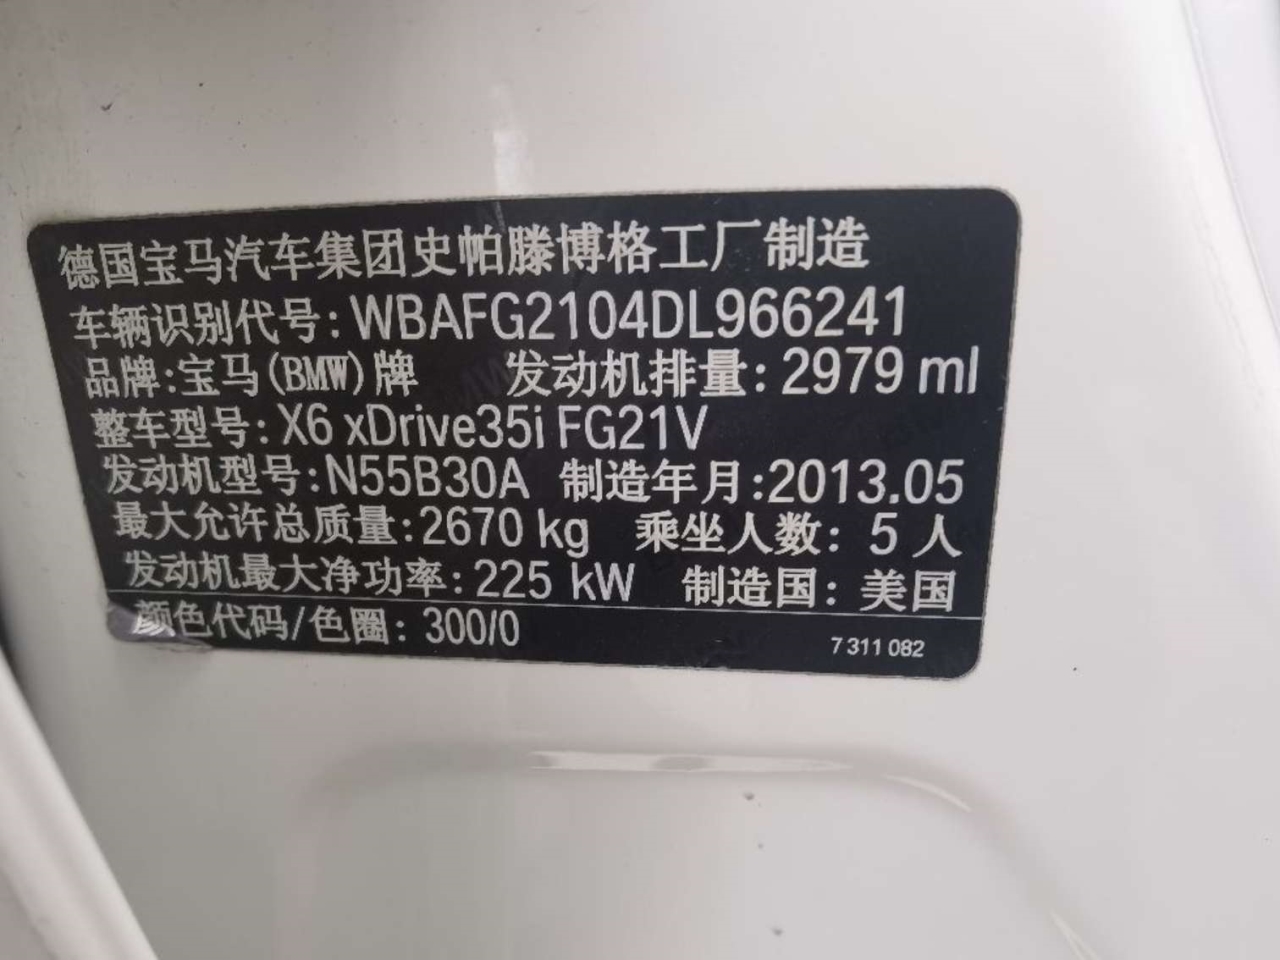 德国宝马汽车集团史帕滕博格工厂制造
车辆识别代号: WBAFG2104DL966241
品牌: 宝马(BMW)牌 发动机排量: 2979 ml
整车型号: X6 xDrive35i FG21V
发动机型号: N55B30A 制造年月: 2013.05
最大允许总质量: 2670 kg 乘坐人数: 5 人
发动机最大净功率: 225 kW 制造国: 美国
颜色代码/色圈: 300/0
7 311 082